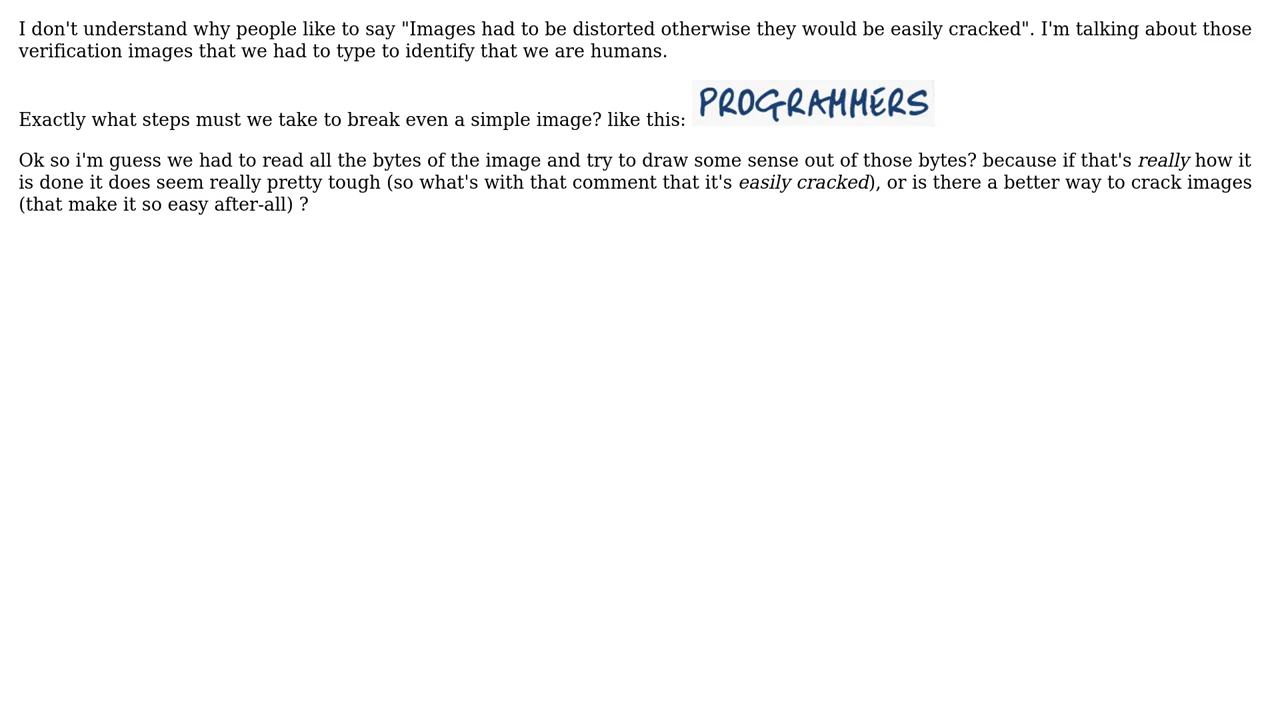 I don't understand why people like to say "Images had to be distorted otherwise they would be easily cracked". I'm talking about those
verification images that we had to type to identify that we are humans.
Exactly what steps must we take to break even a simple image? like this: PROGRAMMERS
Ok so i'm guess we had to read all the bytes of the image and try to draw some sense out of those bytes? because if that's really how it
is done it does seem really pretty tough (so what's with that comment that it's easily cracked), or is there a better way to crack images
(that make it so easy after-all) ?